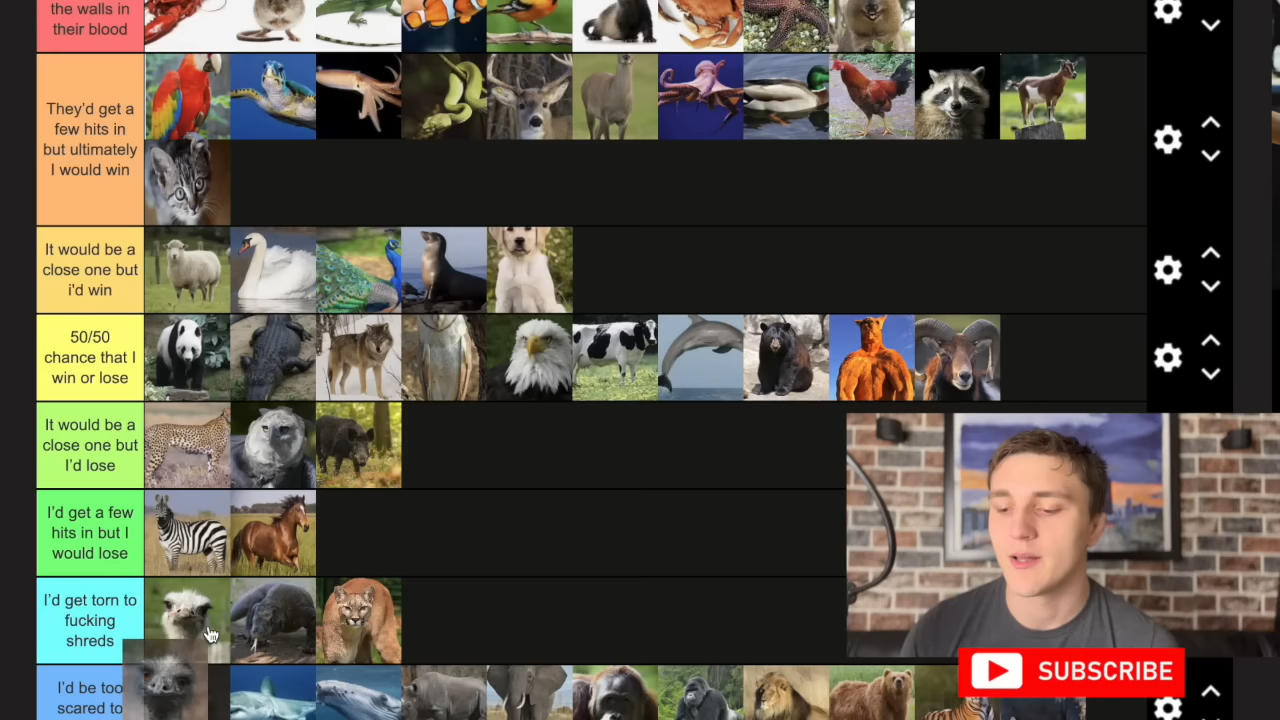 the walls in
their blood
They'd get a
few hits in
but ultimately
I would win
It would be a
close one but
i'd win
50/50
chance that I
win or lose
It would be a
close one but
I'd lose
I'd get a few
hits in but I
would lose
I'd get torn to
fucking
shreds
I'd be too
scared to
SUBSCRIBE